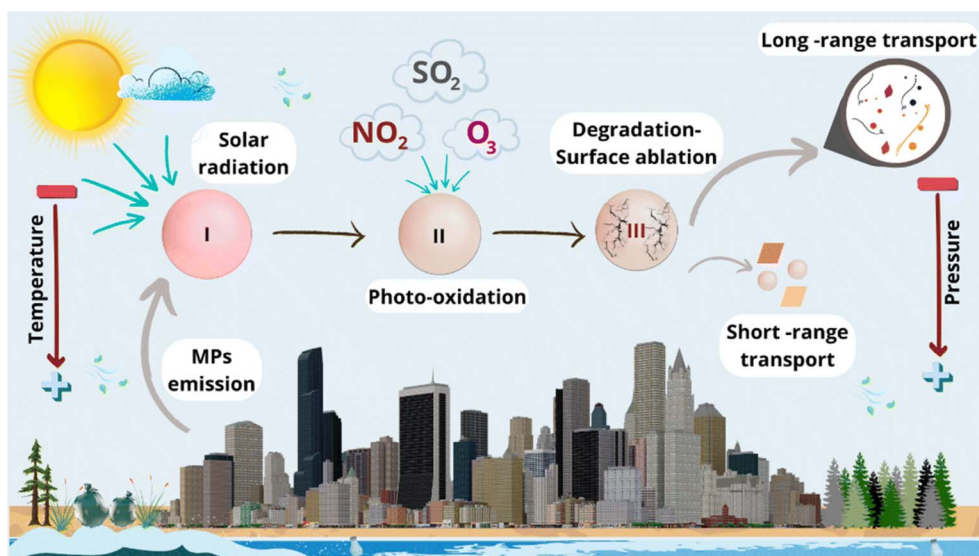 Long -range transport
SO2
NO2
O3
Solar
radiation
Degradation-
Surface ablation
I
II
III
Temperature
Pressure
Photo-oxidation
MPs
emission
Short -range
transport